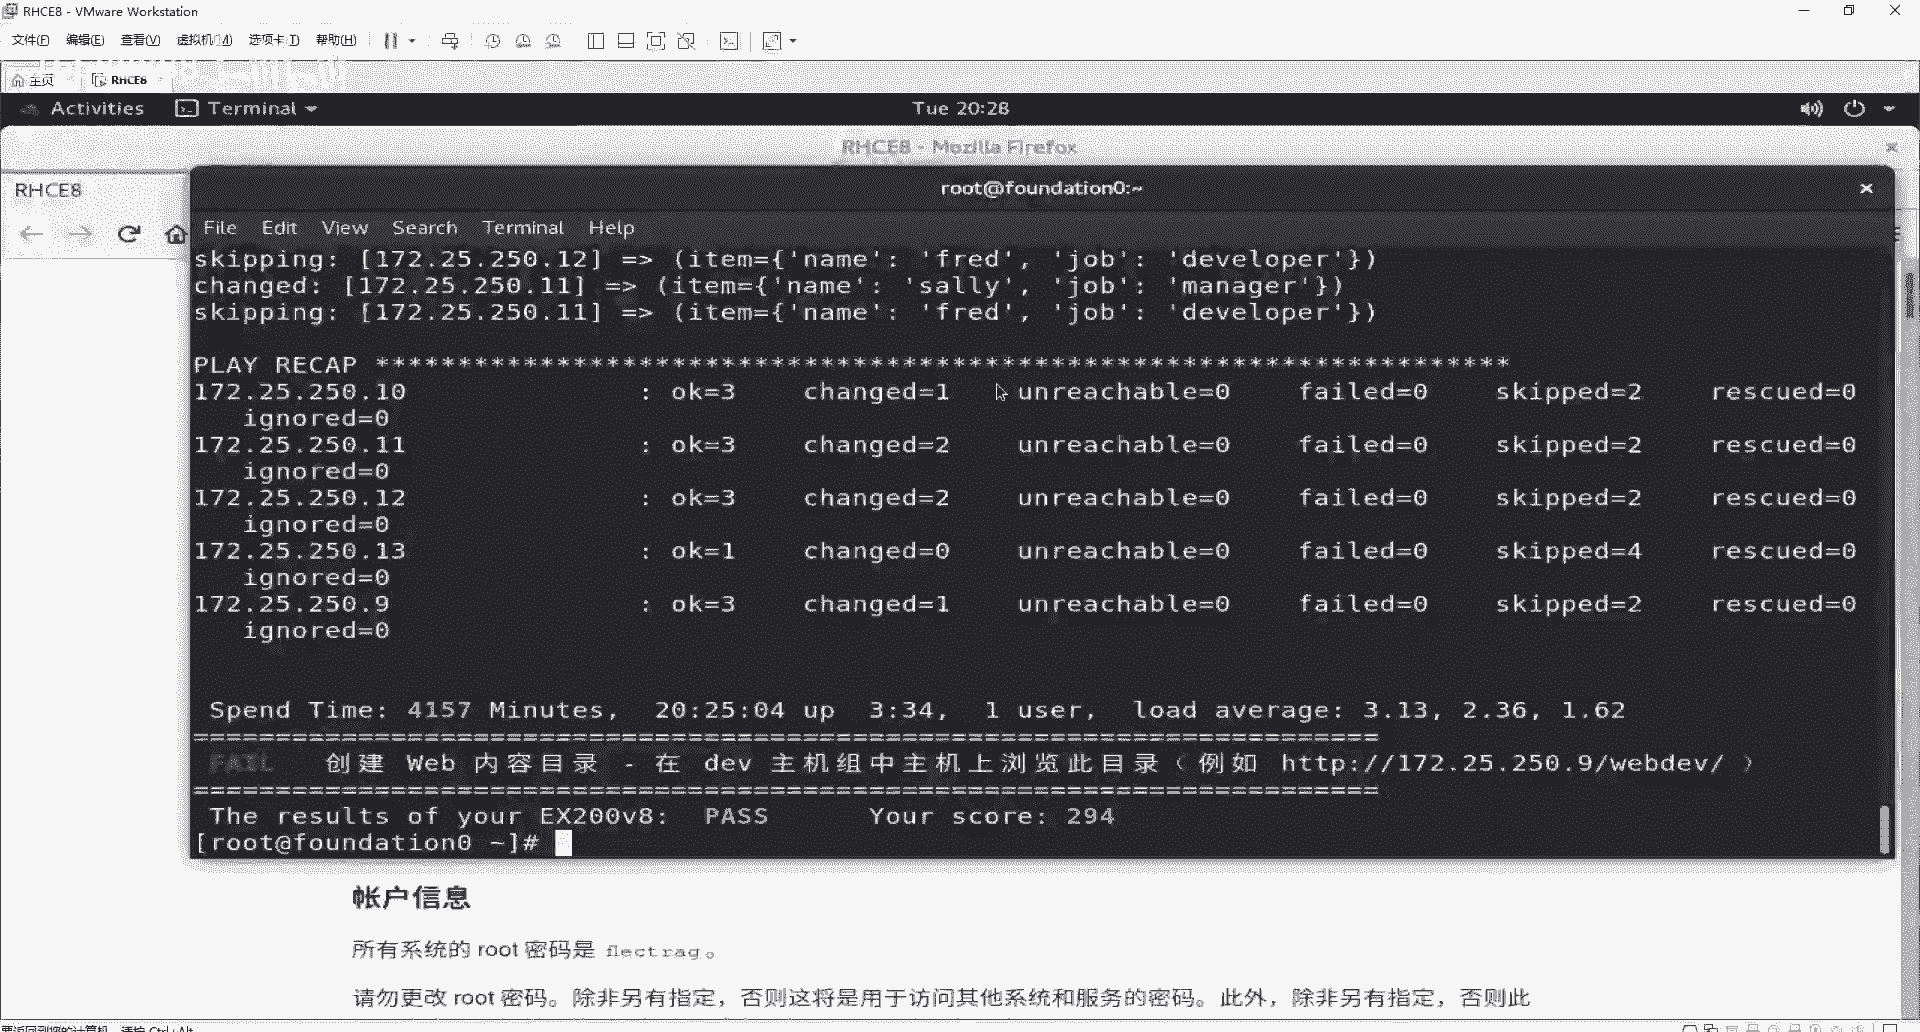 RHCE8 - VMware Workstation
文件(F) 编辑(E) 查看(V) 虚拟机(M) 选项卡(T) 帮助(H)
主页 RHCE8
Activities Terminal Tue 20:28
RHCE8 - Mozilla Firefox
RHCE8
root@foundation0:~
File Edit View Search Terminal Help
skipping: [172.25.250.12] => (item={'name': 'fred', 'job': 'developer'})
changed: [172.25.250.11] => (item={'name': 'sally', 'job': 'manager'})
skipping: [172.25.250.11] => (item={'name': 'fred', 'job': 'developer'})
PLAY RECAP *********************************************************************
172.25.250.10 : ok=3 changed=1 unreachable=0 failed=0 skipped=2 rescued=0
ignored=0
172.25.250.11 : ok=3 changed=2 unreachable=0 failed=0 skipped=2 rescued=0
ignored=0
172.25.250.12 : ok=3 changed=2 unreachable=0 failed=0 skipped=2 rescued=0
ignored=0
172.25.250.13 : ok=1 changed=0 unreachable=0 failed=0 skipped=4 rescued=0
ignored=0
172.25.250.9 : ok=3 changed=1 unreachable=0 failed=0 skipped=2 rescued=0
ignored=0
Spend Time: 4157 Minutes, 20:25:04 up 3:34, 1 user, load average: 3.13, 2.36, 1.62
========================================================================
FAIL 创建 Web 内容目录 - 在 dev 主机组中主机上浏览此目录（例如 http://172.25.250.9/webdev/ ）
========================================================================
The results of your EX200v8: PASS Your score: 294
[root@foundation0 ~]#
帐户信息
所有系统的 root 密码是 flectrag。
请勿更改 root 密码。除非另有指定，否则这将是用于访问其他系统和服务的密码。此外，除非另有指定，否则此